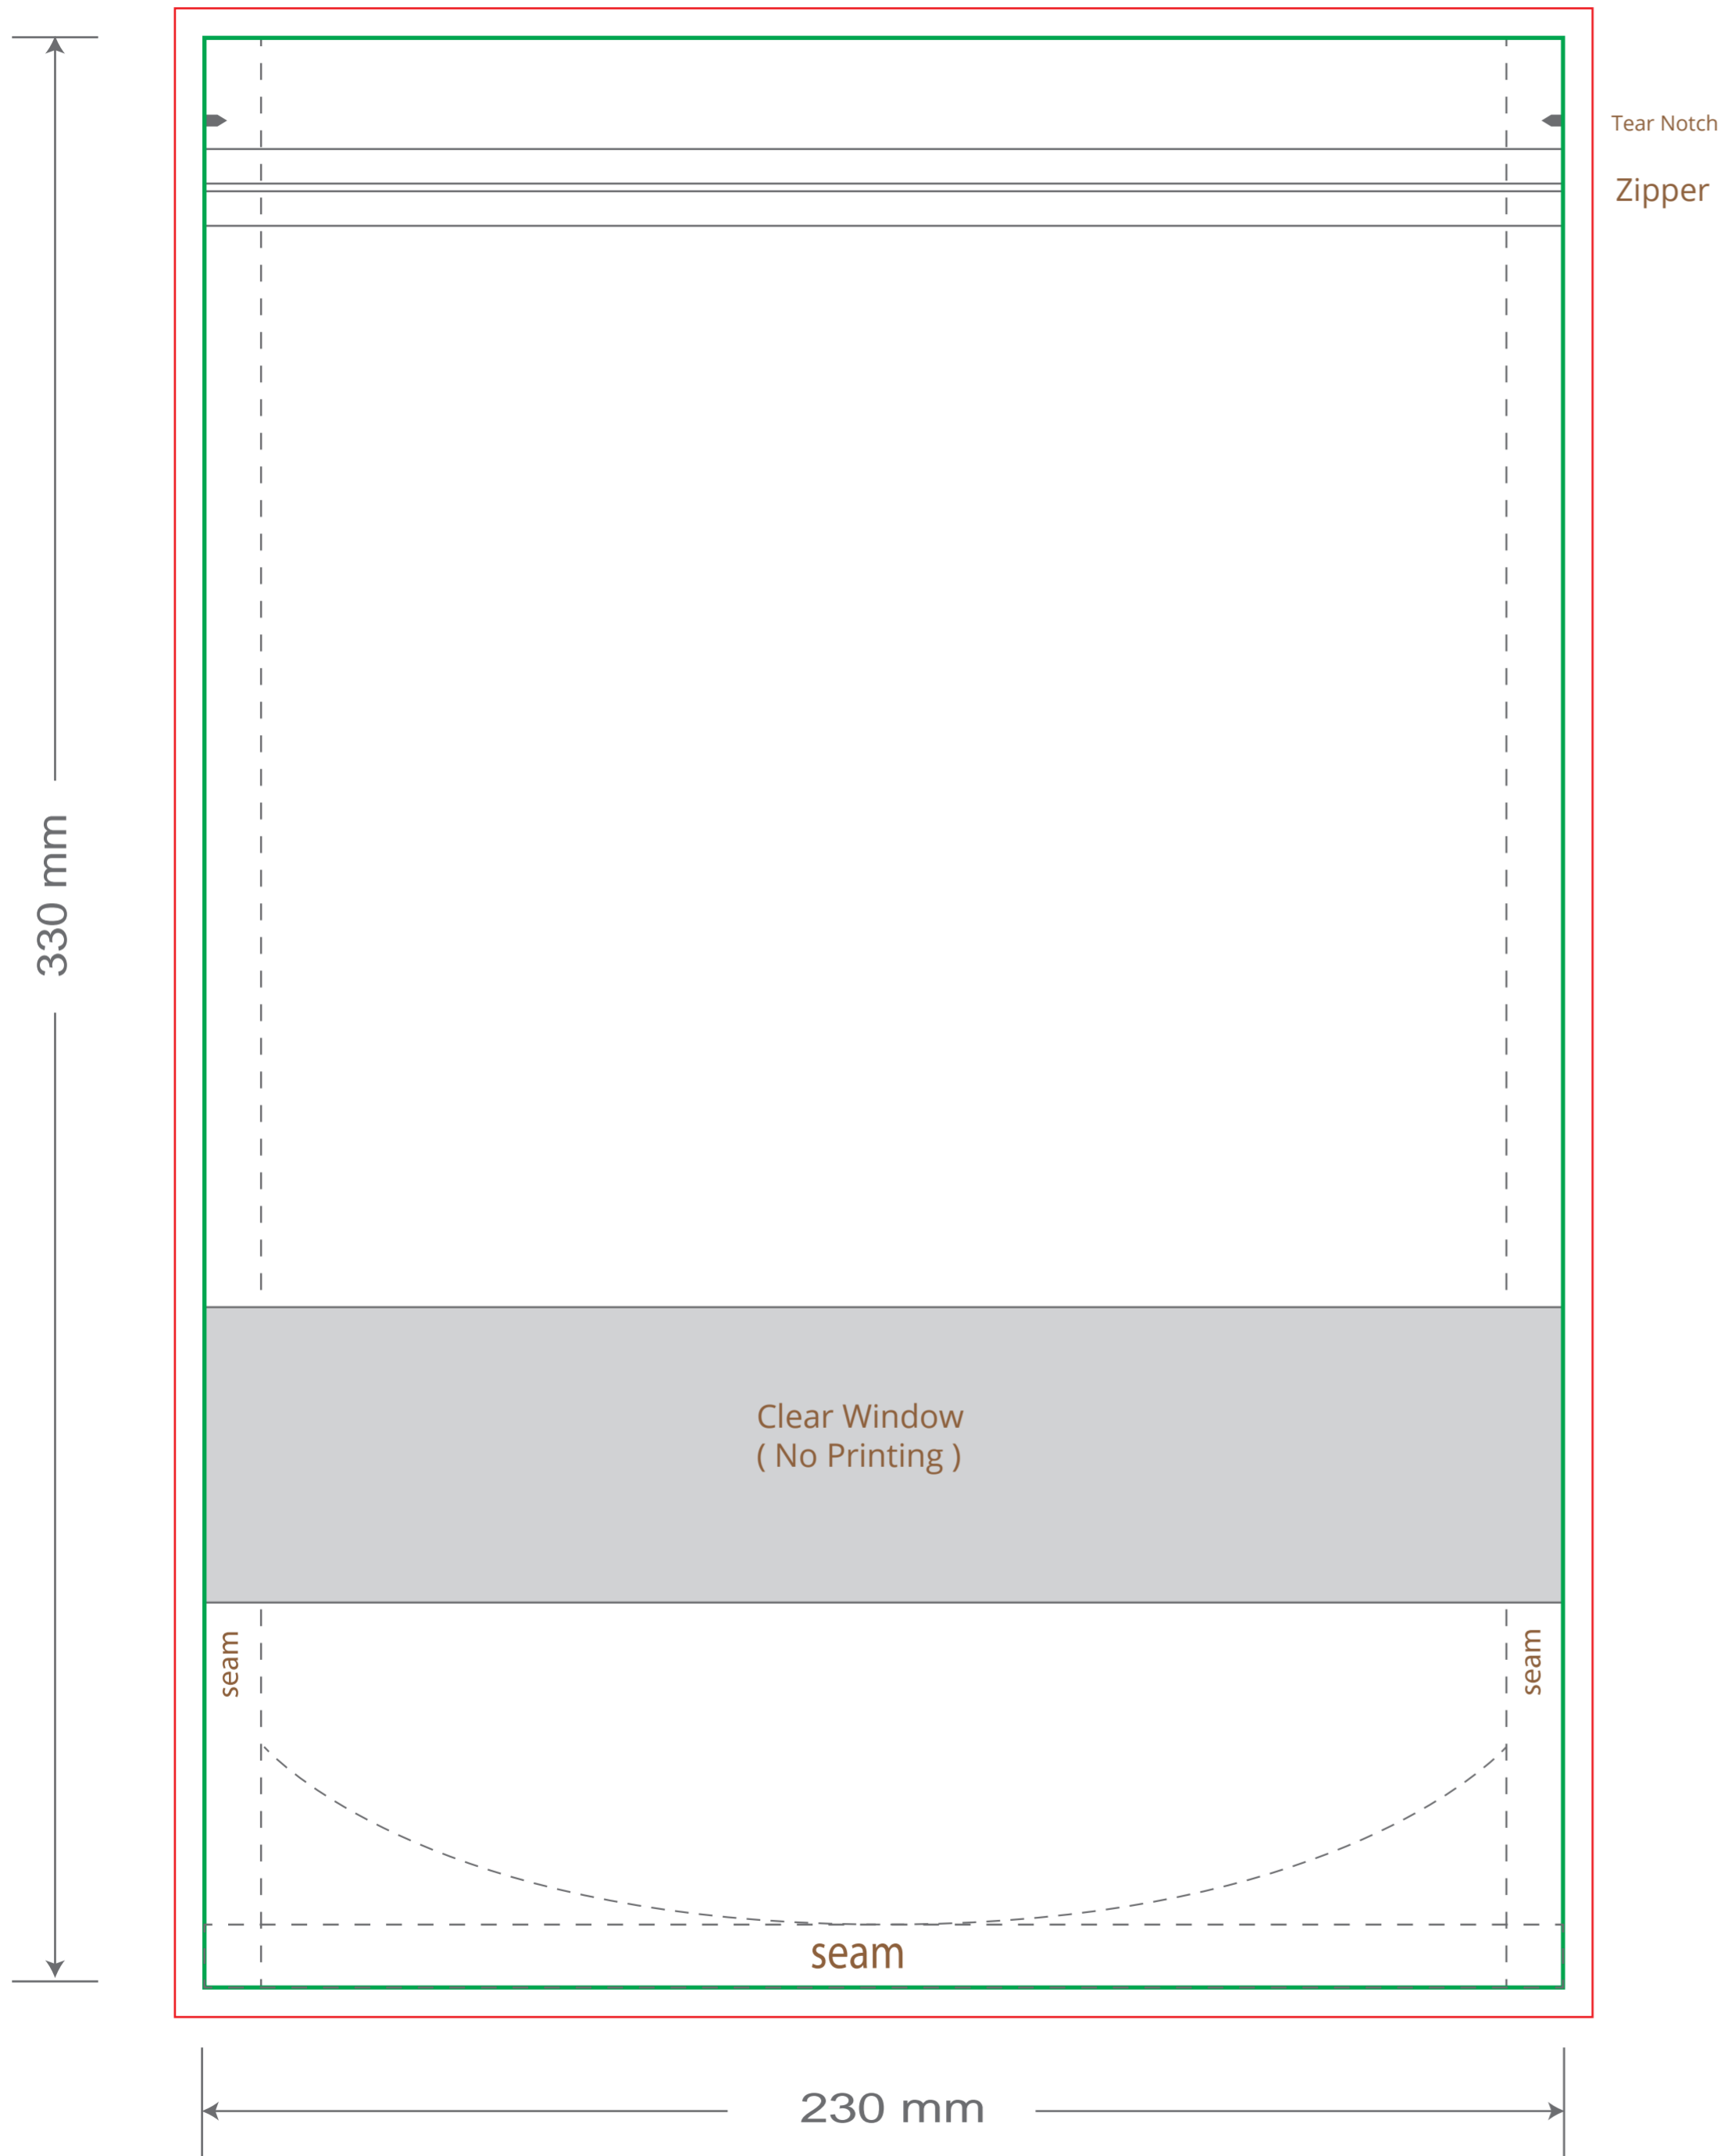 Tear Notch
Zipper
330 mm
Clear Window
( No Printing )
seam
seam
seam
230 mm